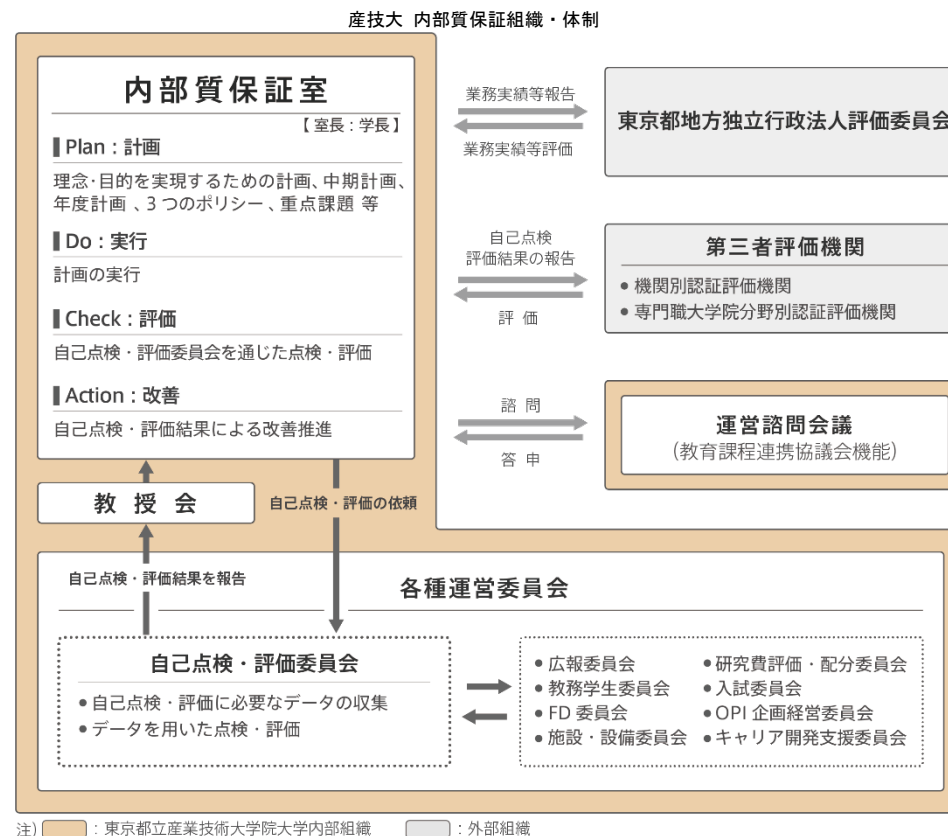 産技大 内部質保証組織・体制
内部質保証室
【 室長 : 学長 】
Plan : 計画
理念・目的を実現するための計画、中期計画、
年度計画 、3 つのポリシー 、重点課題 等
Do : 実行
計画の実行
Check : 評価
自己点検・評価委員会を通じた点検・評価
Action : 改善
自己点検・評価結果による改善推進
業務実績等報告
業務実績等評価
東京都地方独立行政法人評価委員会
自己点検
評価結果の報告
評 価
第三者評価機関
● 機関別認証評価機関
● 専門職大学院分野別認証評価機関
諮 問
答 申
運営諮問会議
(教育課程連携協議会機能)
教 授 会
自己点検・評価の依頼
自己点検・評価結果を報告
各種運営委員会
自己点検・評価委員会
● 自己点検・評価に必要なデータの収集
● データを用いた点検・評価
● 広報委員会
● 教務学生委員会
● FD 委員会
● 施設・設備委員会
● 研究費評価・配分委員会
● 入試委員会
● OPI 企画経営委員会
● キャリア開発支援委員会
注) : 東京都立産業技術大学院大学内部組織 : 外部組織